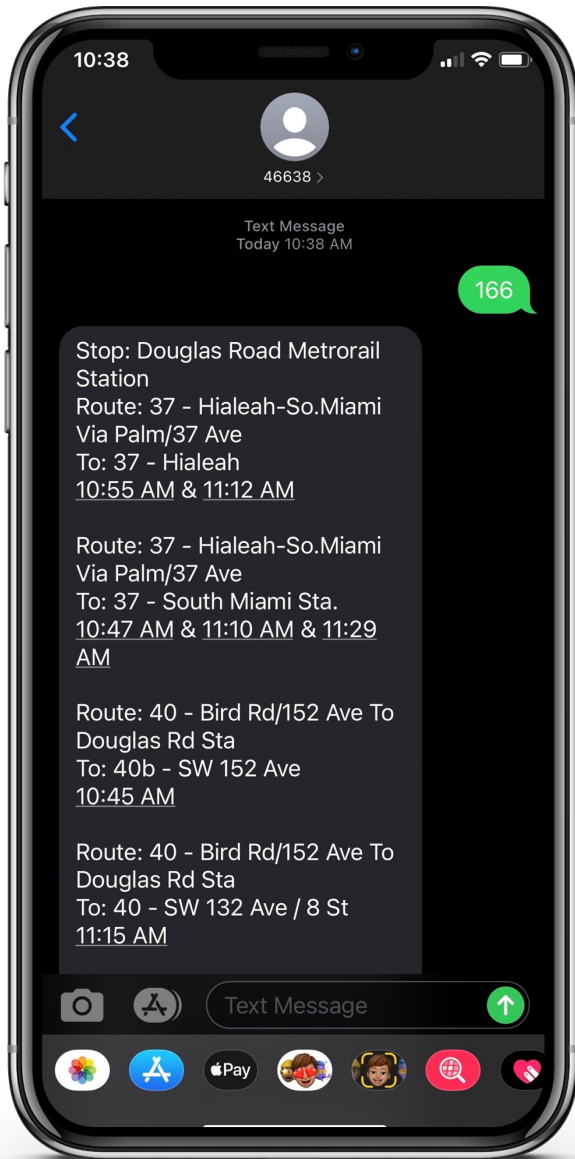 10:38
46638 >
Text Message
Today 10:38 AM
166
Stop: Douglas Road Metrorail
Station
Route: 37 - Hialeah-So.Miami
Via Palm/37 Ave
To: 37 - Hialeah
10:55 AM & 11:12 AM
Route: 37 - Hialeah-So.Miami
Via Palm/37 Ave
To: 37 - South Miami Sta.
10:47 AM & 11:10 AM & 11:29
AM
Route: 40 - Bird Rd/152 Ave To
Douglas Rd Sta
To: 40b - SW 152 Ave
10:45 AM
Route: 40 - Bird Rd/152 Ave To
Douglas Rd Sta
To: 40 - SW 132 Ave / 8 St
11:15 AM
Text Message
Pay